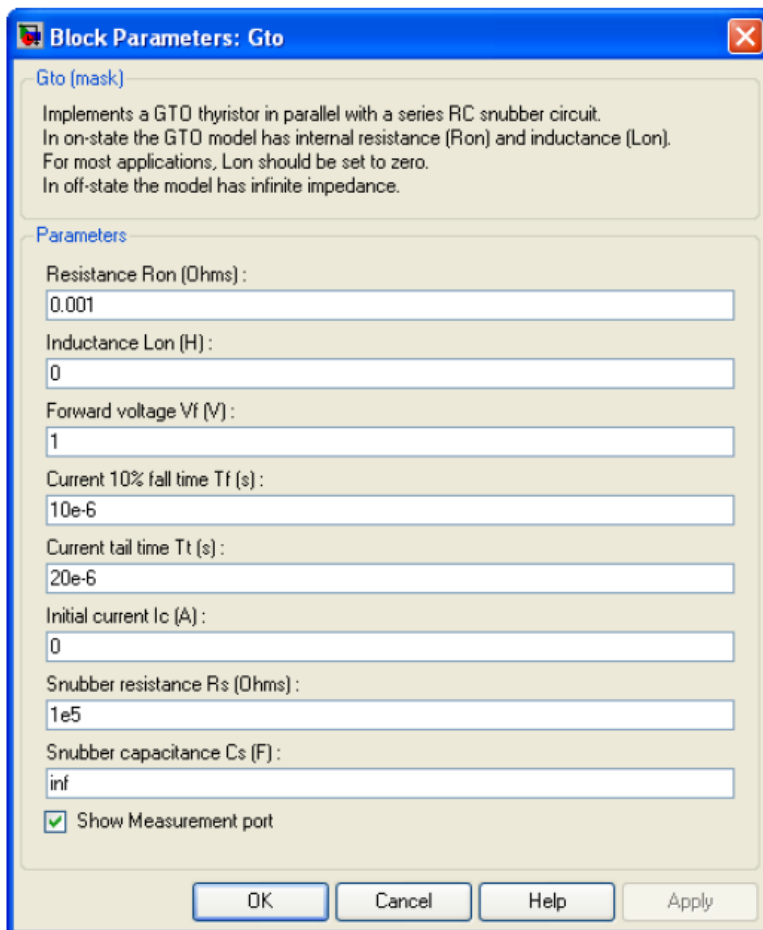 Block Parameters: Gto
Gto (mask)
Implements a GTO thyristor in parallel with a series RC snubber circuit.
In on-state the GTO model has internal resistance (Ron) and inductance (Lon).
For most applications, Lon should be set to zero.
In off-state the model has infinite impedance.
Parameters
Resistance Ron (Ohms) :
0.001
Inductance Lon (H) :
0
Forward voltage Vf (V) :
1
Current 10% fall time Tf (s) :
10e-6
Current tail time Tt (s) :
20e-6
Initial current Ic (A) :
0
Snubber resistance Rs (Ohms) :
1e5
Snubber capacitance Cs (F) :
inf
Show Measurement port
OK Cancel Help Apply